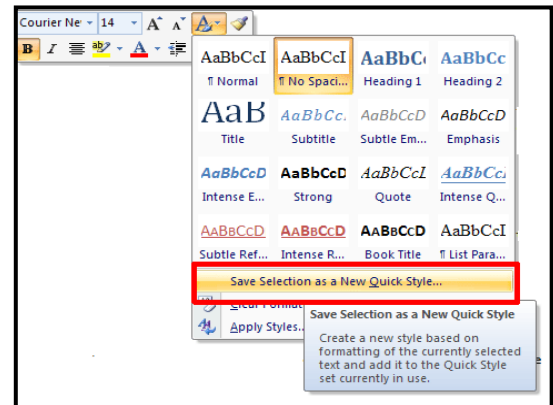 Courier Ne 14 A A A
B I ab A
AaBbCcI AaBbCcI AaBbC AaBbCc
¶ Normal ¶ No Spaci... Heading 1 Heading 2
AaB AaBbCc. AaBbCcD AaBbCcD
Title Subtitle Subtle Em... Emphasis
AaBbCcD AaBbCcD AaBbCcI AaBbCcI
Intense E... Strong Quote Intense Q...
AABBCCD AABBCCD AABBCCD AaBbCcI
Subtle Ref... Intense R... Book Title ¶ List Para...
Save Selection as a New Quick Style...
Clear
Apply Styles...
Save Selection as a New Quick Style
Create a new style based on
formatting of the currently selected
text and add it to the Quick Style
set currently in use.